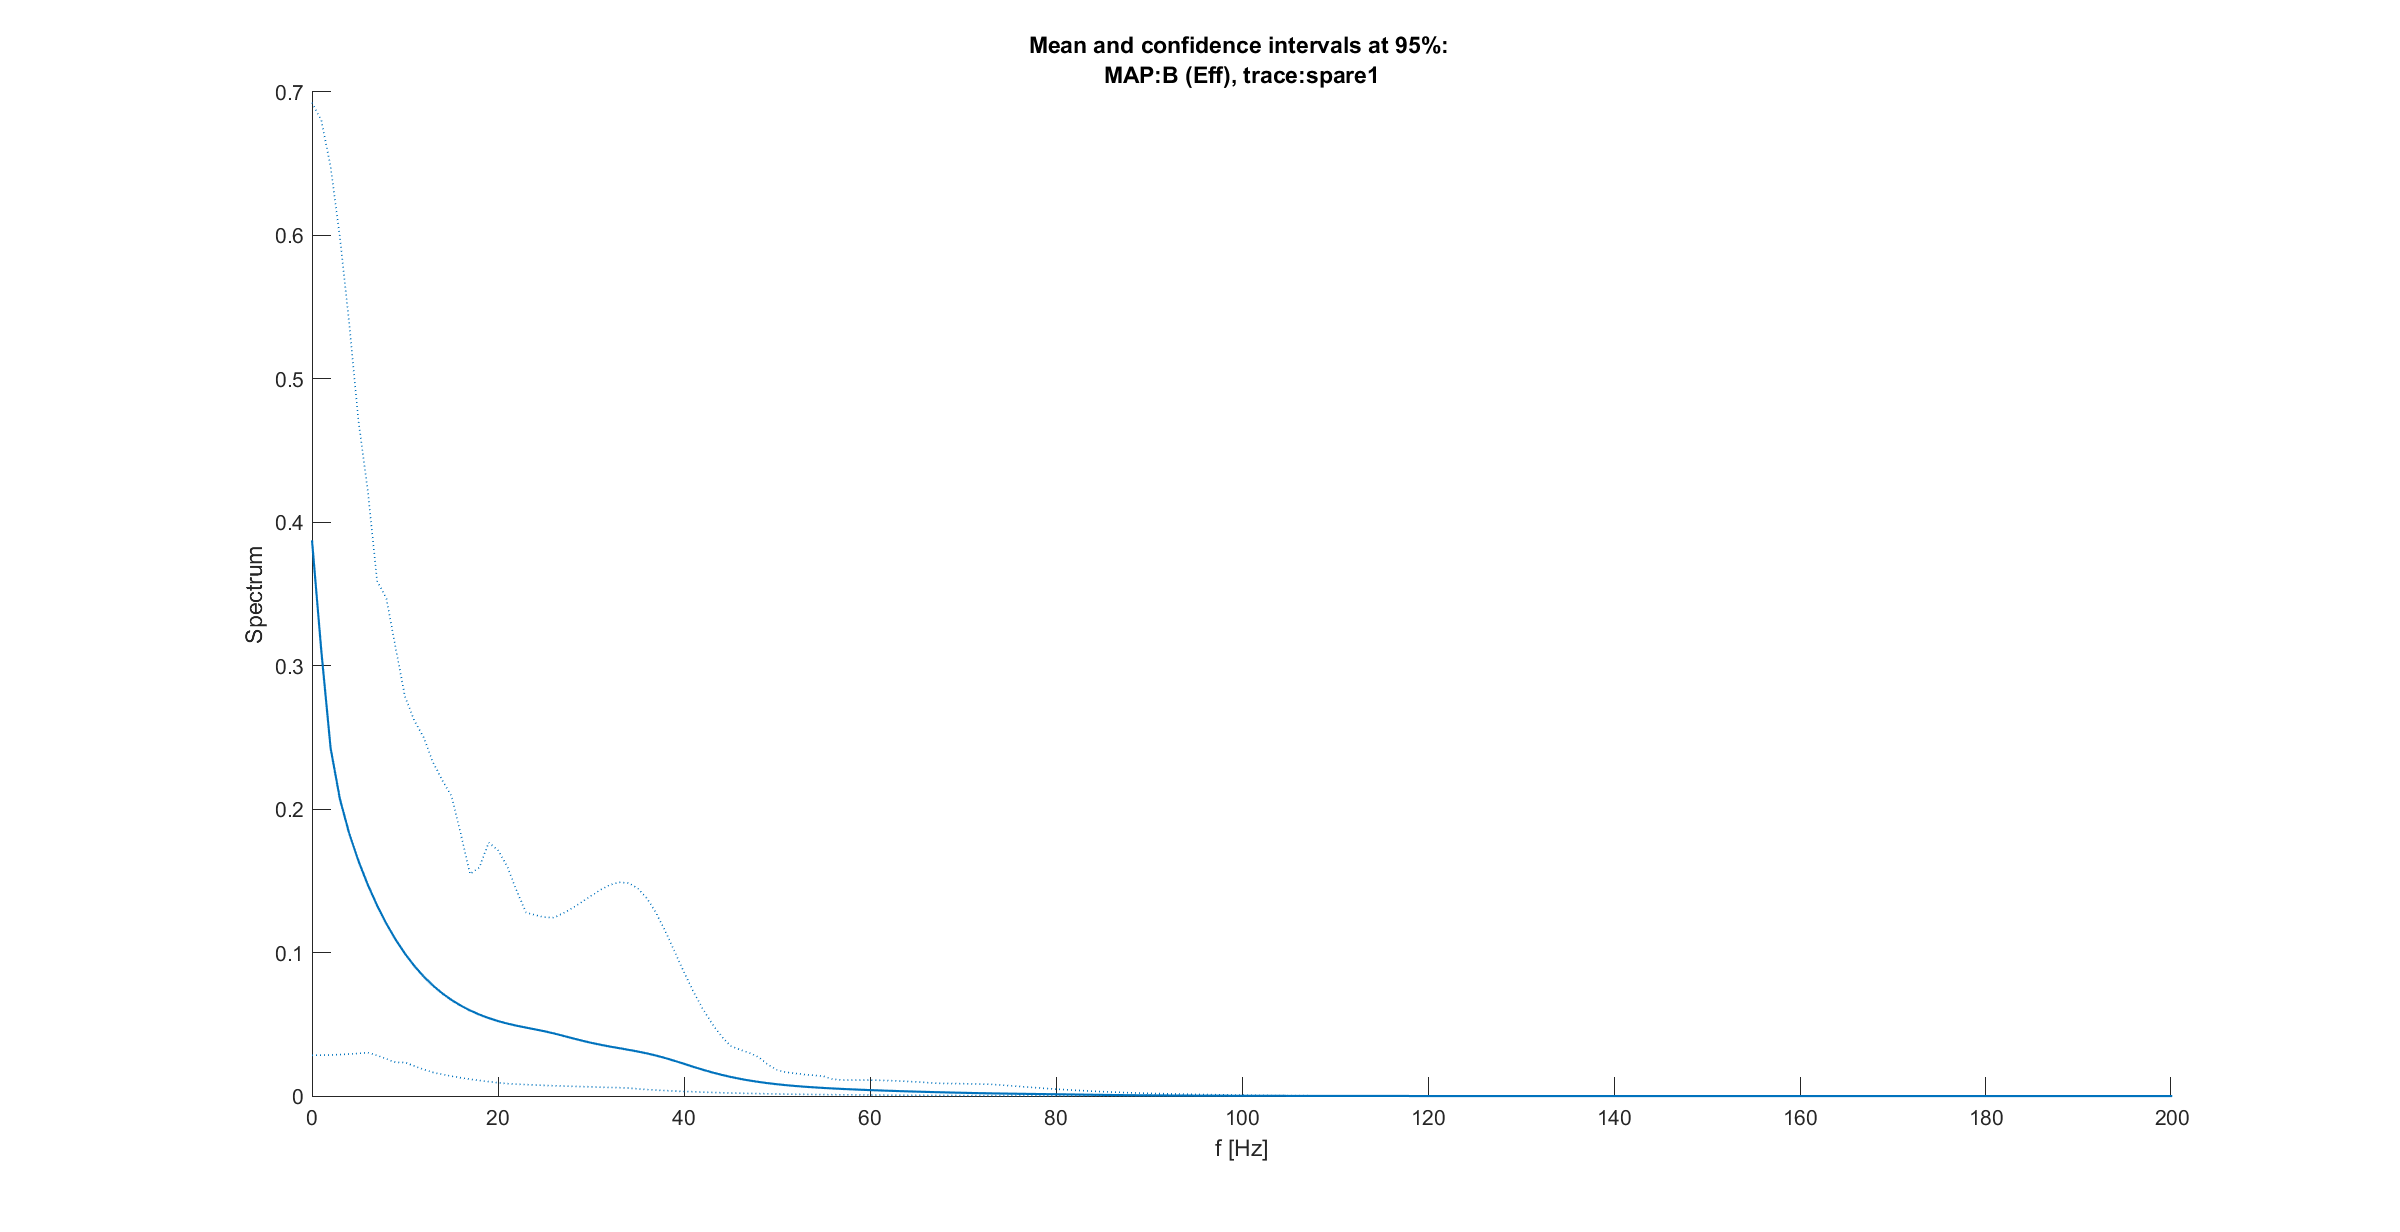 Mean and confidence intervals at 95%:
MAP:B (Eff), trace:spare1
0.7
0.6
0.5
0.4
0.3
0.2
0.1
0
Spectrum
0 20 40 60 80 100 120 140 160 180 200
f [Hz]